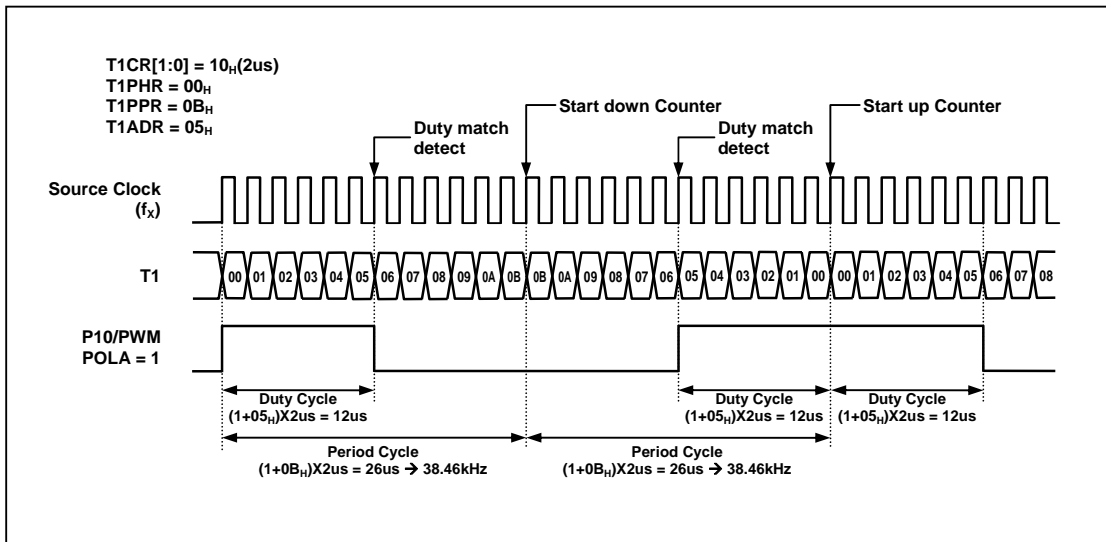 T1CR[1:0] = 10H(2us)
T1PHR = 00H
T1PPR = 0BH
T1ADR = 05H
Duty match
detect
Start down Counter
Duty match
detect
Start up Counter
Source Clock
(fX)
T1
00 01 02 03 04 05 06 07 08 09 0A 0B 0B 0A 09 08 07 06 05 04 03 02 01 00 00 01 02 03 04 05 06 07 08
P10/PWM
POLA = 1
Duty Cycle
(1+05H)X2us = 12us
Duty Cycle
(1+05H)X2us = 12us
Duty Cycle
(1+05H)X2us = 12us
Period Cycle
(1+0BH)X2us = 26us → 38.46kHz
Period Cycle
(1+0BH)X2us = 26us → 38.46kHz